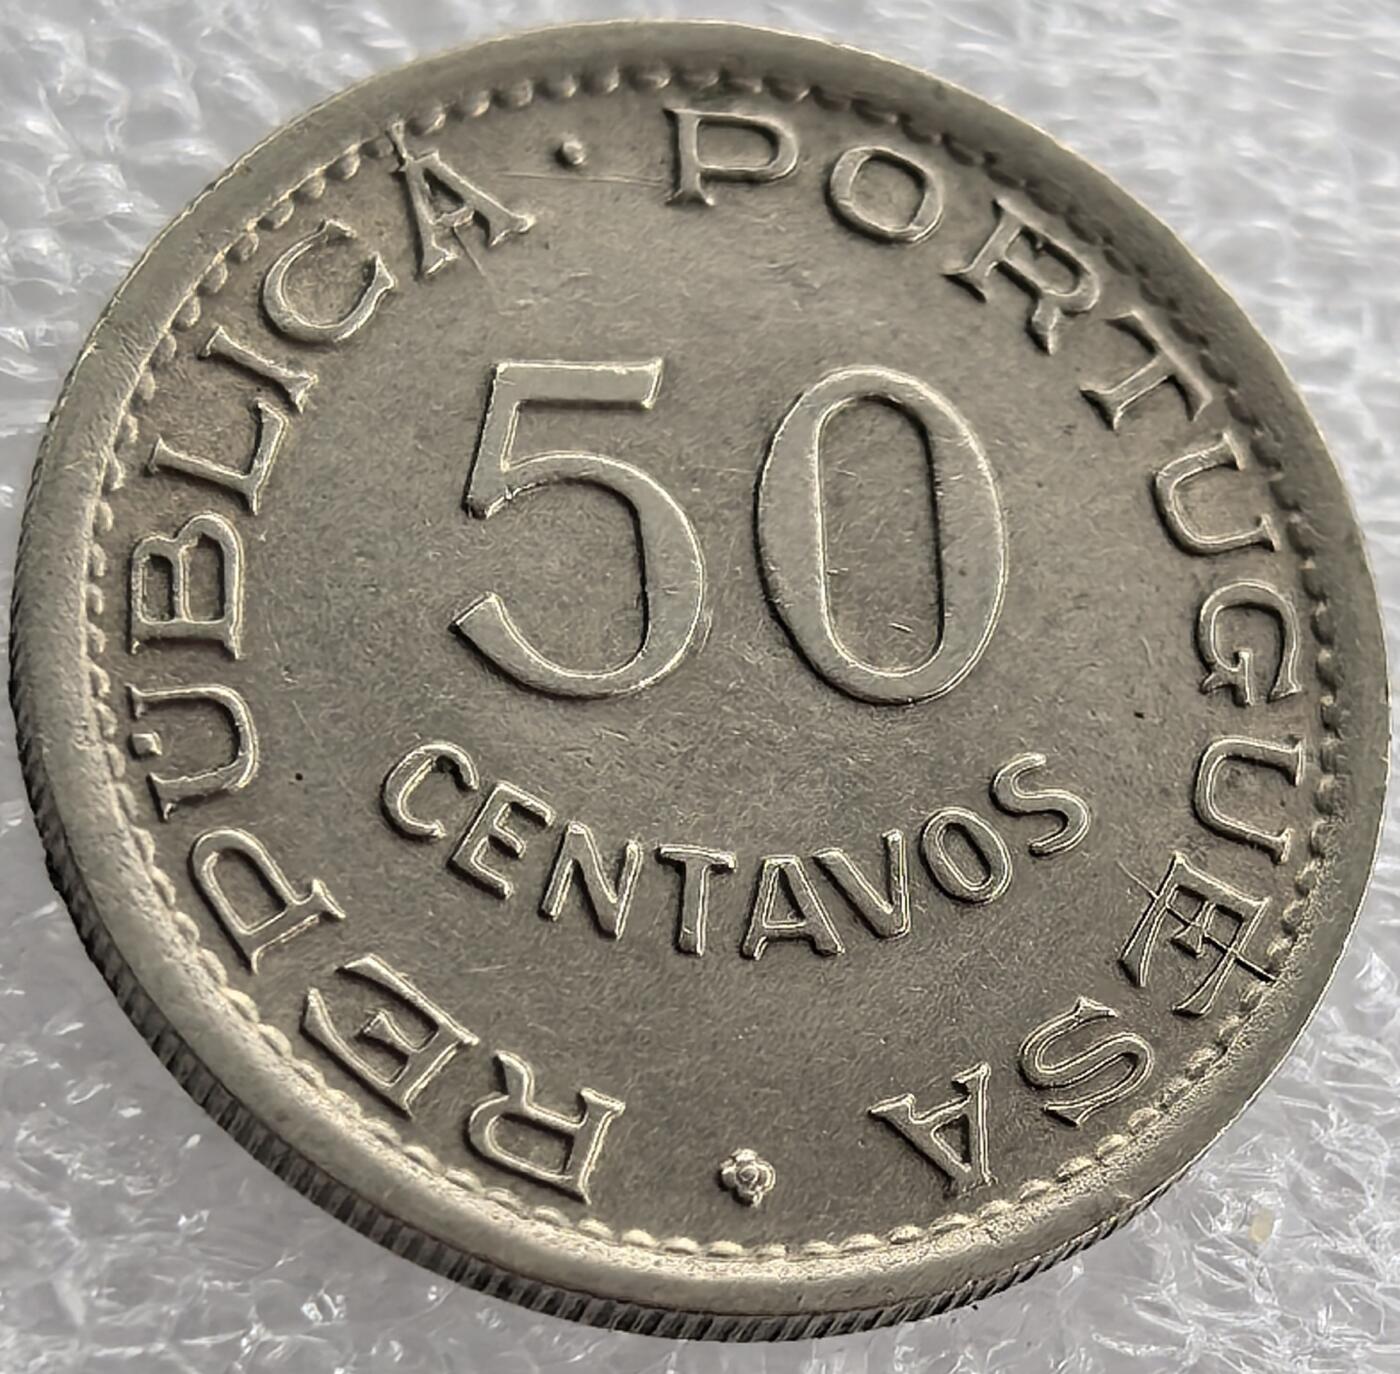 REPÚBLICA · PORTUGUESA
50
CENTAVOS